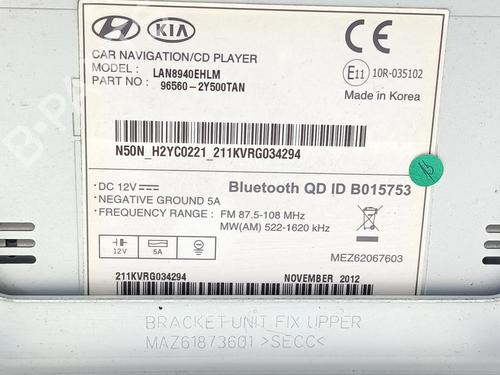 KIA
CAR NAVIGATION/CD PLAYER
MODEL : LAN8940EHLM
PART NO : 96560-2Y500TAN
CE
E11 10R-035102
Made in Korea
N50N_H2YC0221_211KVRG034294
• DC 12V
• NEGATIVE GROUND 5A
• FREQUENCY RANGE : FM 87.5-108 MHz
MW(AM) 522-1620 kHz
Bluetooth QD ID B015753
12V 5A
MEZ62067603
211KVRG034294 NOVEMBER 2012
BRACKET-UNIT FIX UPPER
MAZ61873601 >SECC<